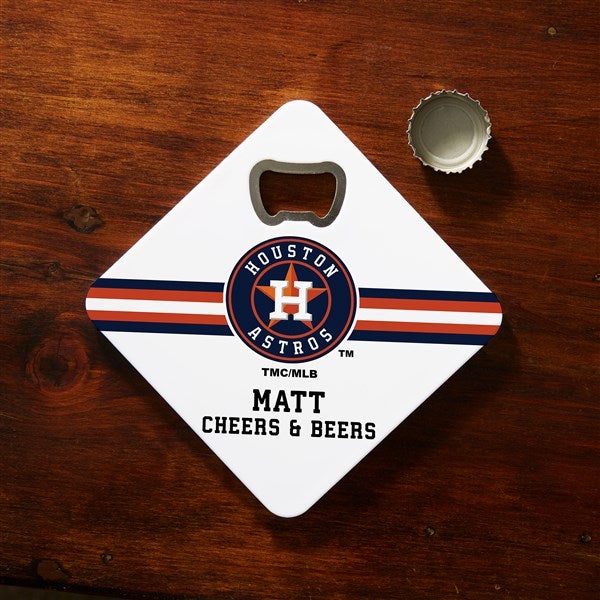 HOUSTON
H
ASTROS
TM
TMC/MLB
MATT
CHEERS & BEERS